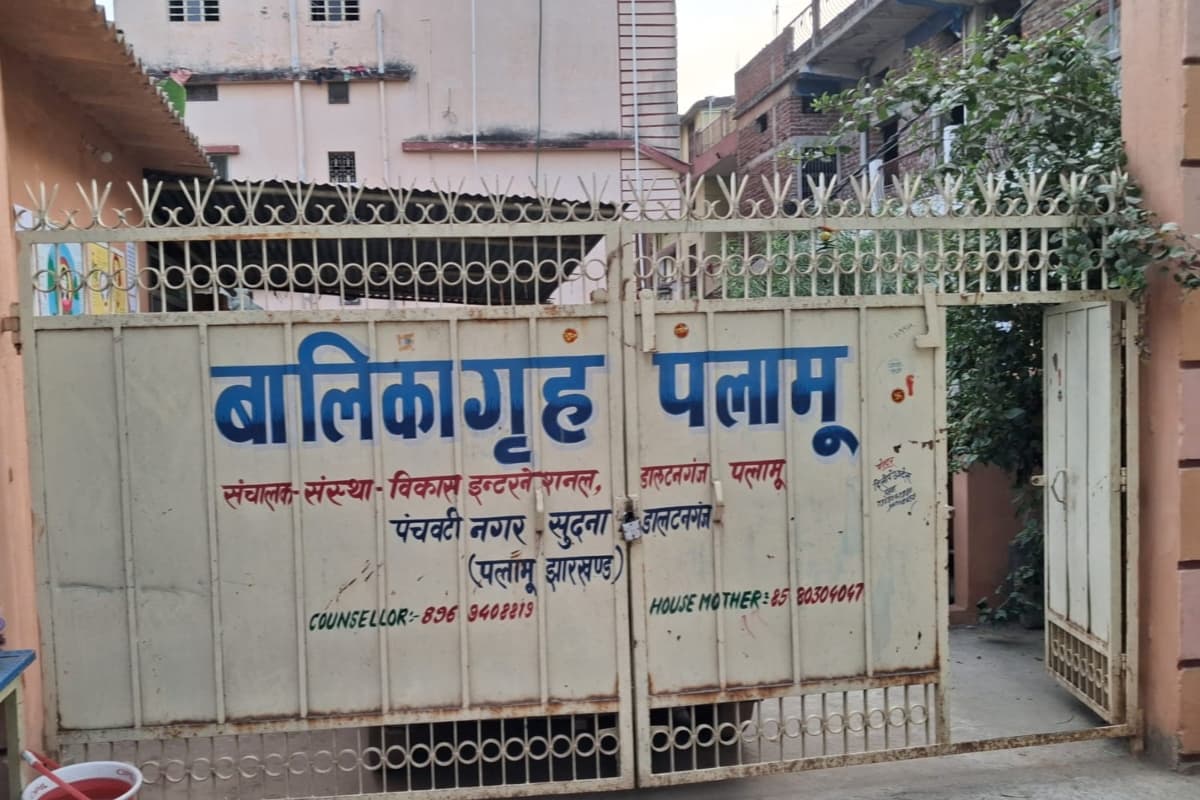 बालिकागृह पलामू
संचालक-संस्था-विकास इन्टरनेशनल, डालटनगंज पलामू
पंचवटी नगर सुदना डालटनगंज
(पलामू झारखण्ड)
COUNSELLOR:- 896 9408819 HOUSE MOTHER:- 85 80304047